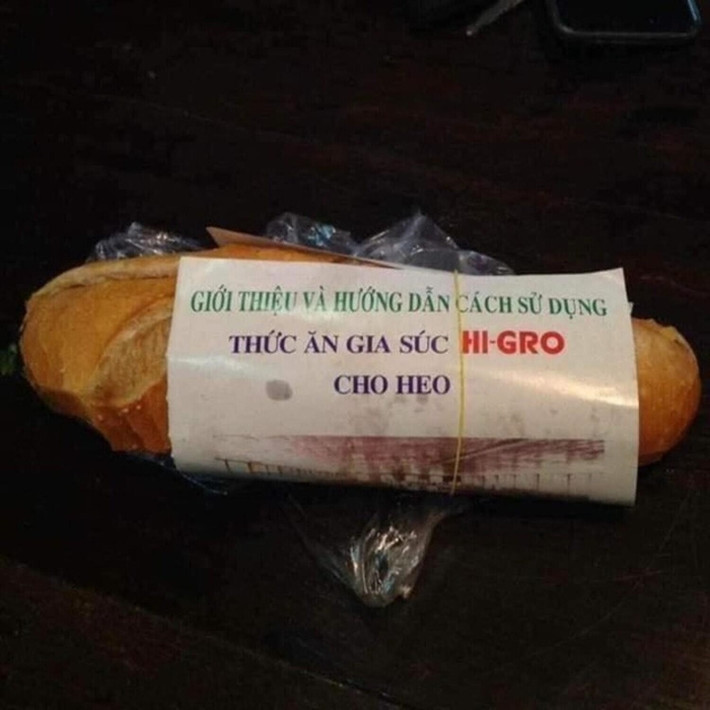 GIỚI THIỆU VÀ HƯỚNG DẪN CÁCH SỬ DỤNG
THỨC ĂN GIA SÚC HI-GRO
CHO HEO